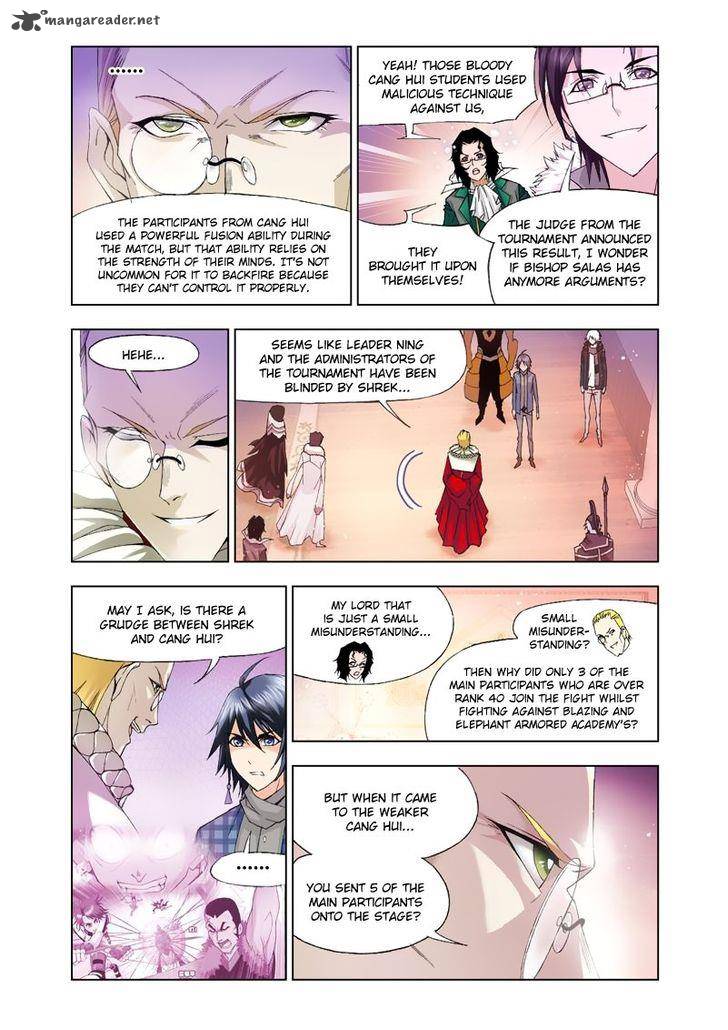 mangareader.net
......
THE PARTICIPANTS FROM CANG HUI
USED A POWERFUL FUSION ABILITY DURING
THE MATCH, BUT THAT ABILITY RELIES ON
THE STRENGTH OF THEIR MINDS. IT'S NOT
UNCOMMON FOR IT TO BACKFIRE BECAUSE
THEY CAN'T CONTROL IT PROPERLY.
YEAH! THOSE BLOODY
CANG HUI STUDENTS USED
MALICIOUS TECHNIQUE
AGAINST US,
THEY
BROUGHT IT UPON
THEMSELVES!
THE JUDGE FROM THE
TOURNAMENT ANNOUNCED
THIS RESULT, I WONDER
IF BISHOP SALAS HAS
ANYMORE ARGUMENTS?
HEHE...
SEEMS LIKE LEADER NING
AND THE ADMINISTRATORS OF
THE TOURNAMENT HAVE BEEN
BLINDED BY SHREK...
MAY I ASK, IS THERE A
GRUDGE BETWEEN SHREK
AND CANG HUI?
......
MY LORD THAT
IS JUST A SMALL
MISUNDERSTANDING...
SMALL
MISUNDER-
STANDING?
THEN WHY DID ONLY 3 OF THE
MAIN PARTICIPANTS WHO ARE OVER
RANK 40 JOIN THE FIGHT WHILST
FIGHTING AGAINST BLAZING AND
ELEPHANT ARMORED ACADEMY'S?
BUT WHEN IT CAME
TO THE WEAKER
CANG HUI...
YOU SENT 5 OF THE
MAIN PARTICIPANTS
ONTO THE STAGE?